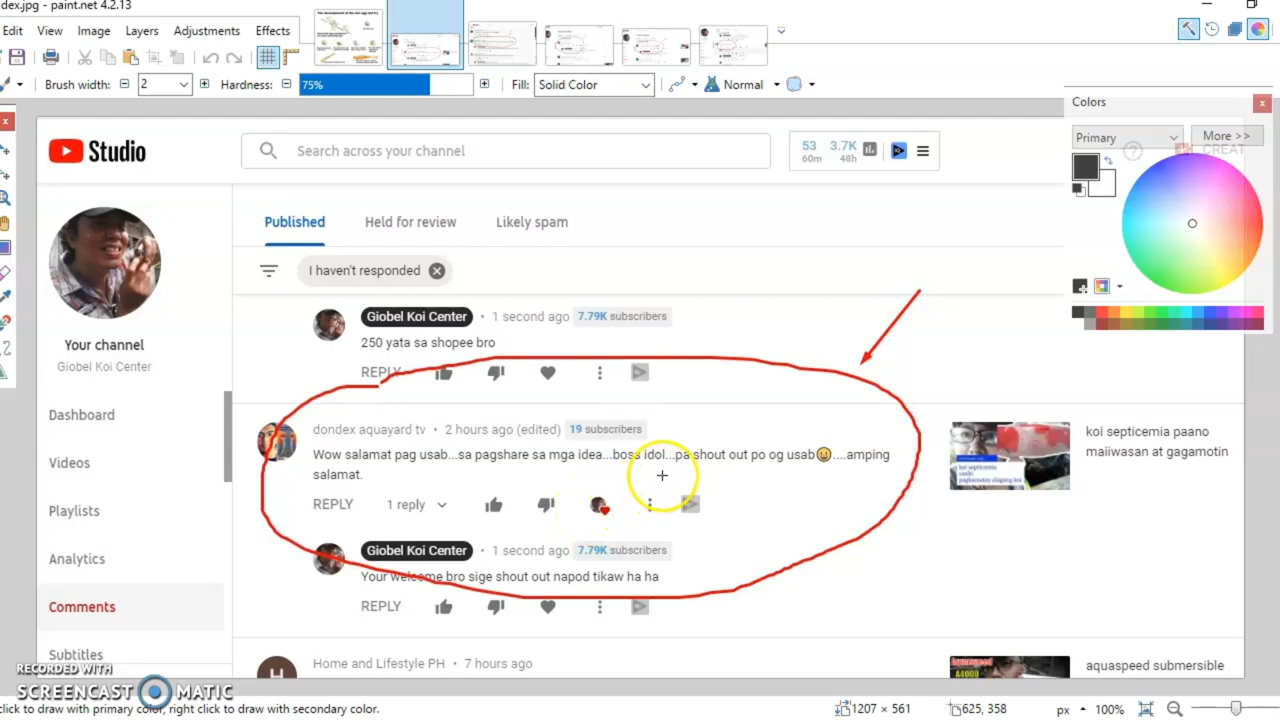 dex.jpg - paint.net 4.2.13
Edit View Image Layers Adjustments Effects
Brush width: 2 Hardness: 75% Fill: Solid Color Normal
Colors
Primary More >>
Studio
Search across your channel
53 3.7K
60m 48h
CREAT
Published Held for review Likely spam
I haven't responded
Your channel
Giobel Koi Center
Dashboard
Videos
Playlists
Analytics
Comments
Subtitles
Giobel Koi Center • 1 second ago 7.79K subscribers
250 yata sa shopee bro
REPLY
dondex aquayard tv • 2 hours ago (edited) 19 subscribers
Wow salamat pag usab...sa pagshare sa mga idea...boss idol...pa shout out po og usab😀....amping
salamat.
REPLY 1 reply
koi septicemia paano
maiiwasan at gagamotin
Giobel Koi Center • 1 second ago 7.79K subscribers
Your welcome bro sige shout out napod tikaw ha ha
REPLY
H
Home and Lifestyle PH • 7 hours ago
Aquaspeed
A4000
aquaspeed submersible
RECORDED WITH
SCREENCAST MATIC
click to draw with primary color, right click to draw with secondary color.
1207 × 561 625, 358 px 100%